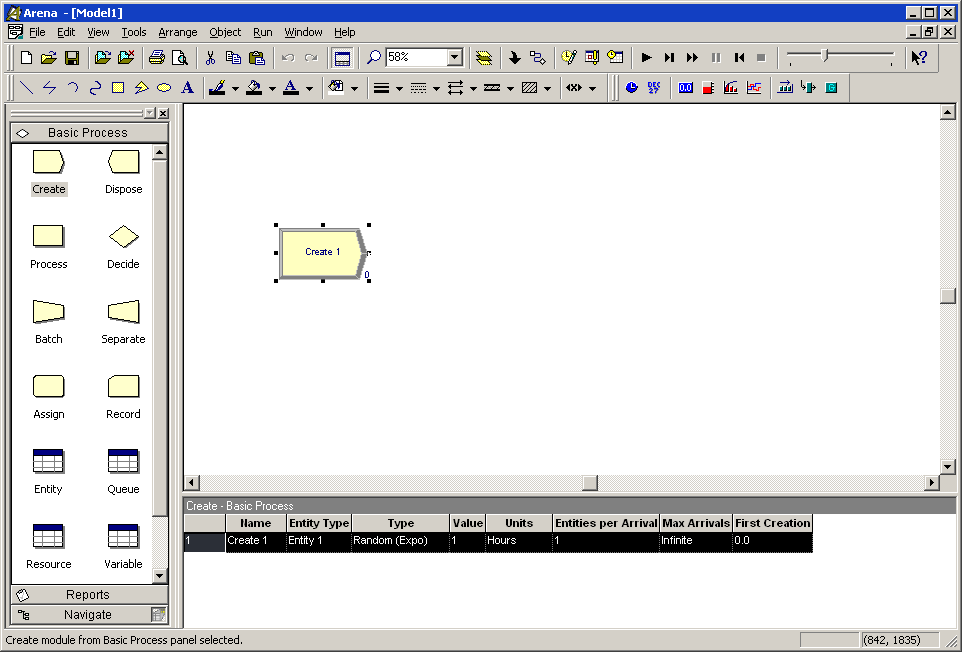 Arena - [Model1]
File Edit View Tools Arrange Object Run Window Help
58%
A A
0.0
Basic Process
Create Dispose
Process Decide
Batch Separate
Assign Record
Entity Queue
Resource Variable
Reports
Navigate
Create 1
0
Create - Basic Process
Name Entity Type Type Value Units Entities per Arrival Max Arrivals First Creation
1 Create 1 Entity 1 Random (Expo) 1 Hours 1 Infinite 0.0
Create module from Basic Process panel selected.
(842, 1835)